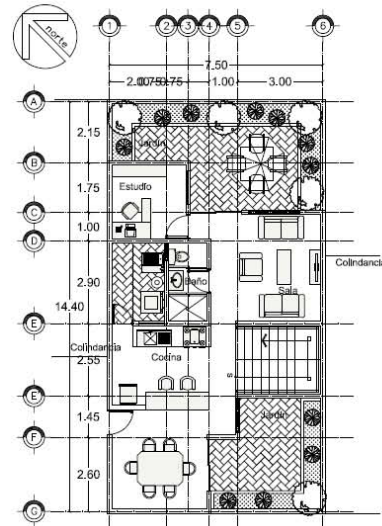 norte
1
2
3
4
5
6
7.50
2.00
0.75
0.75
1.00
3.00
A
2.15
Jardín
B
1.75
Estudio
C
1.00
D
Colindancia
2.90
Baño
Sala
14.40
E
Colindancia
2.55
Cocina
S
E
Jardín
1.45
F
2.60
G